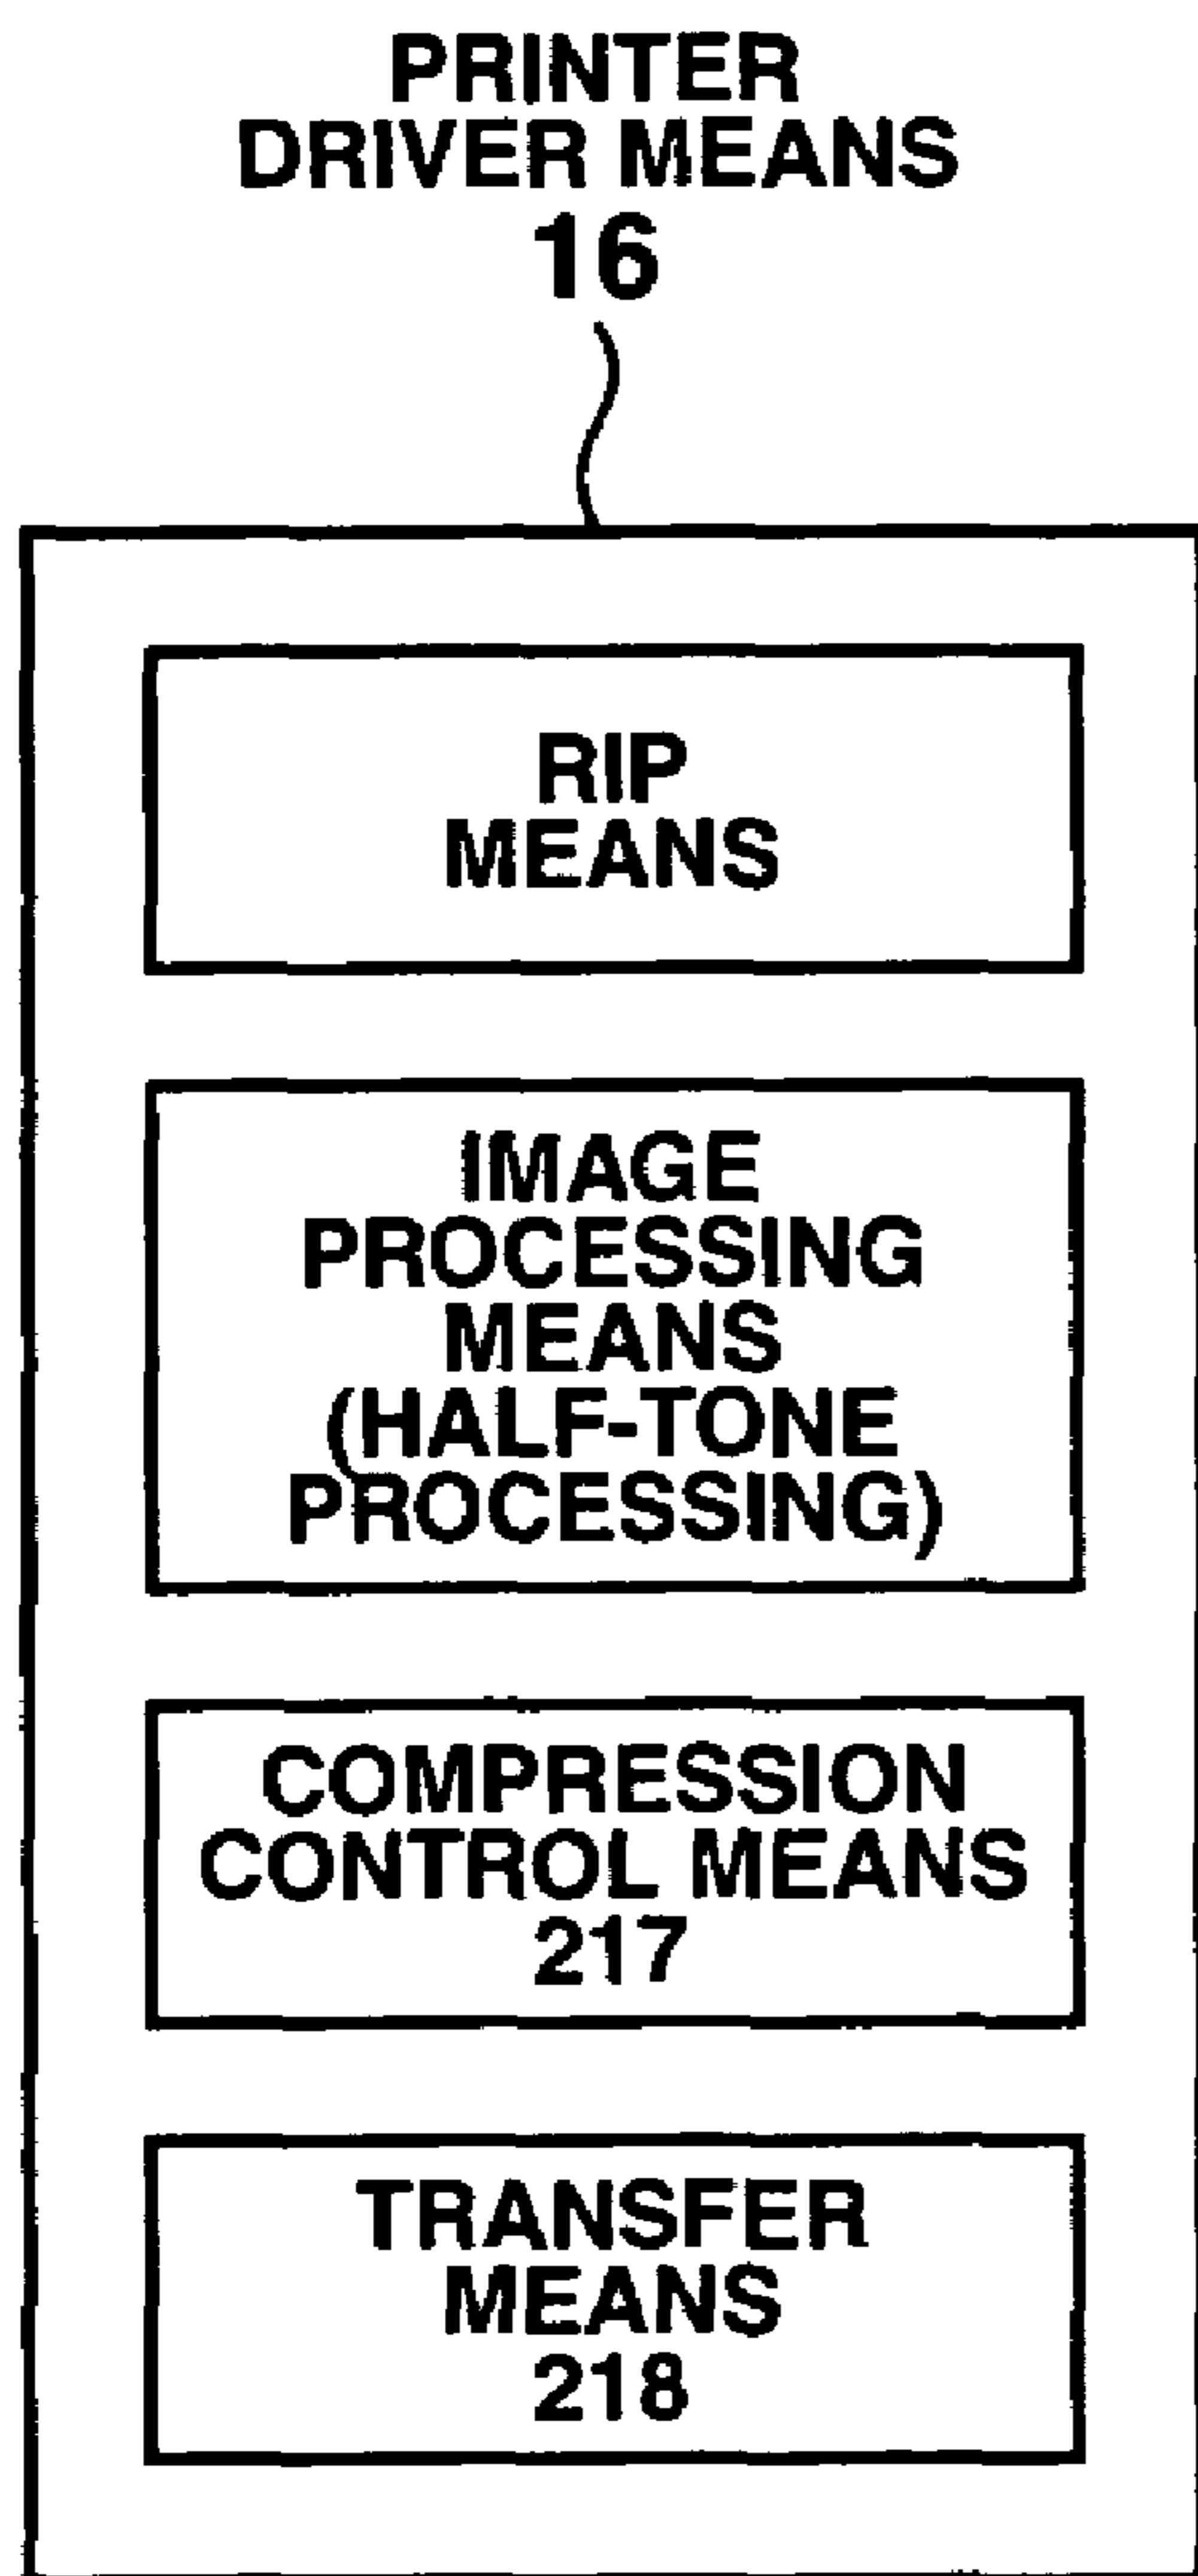 PRINTER
DRIVER MEANS
16
RIP
MEANS
IMAGE
PROCESSING
MEANS
(HALF-TONE
PROCESSING)
COMPRESSION
CONTROL MEANS
217
TRANSFER
MEANS
218